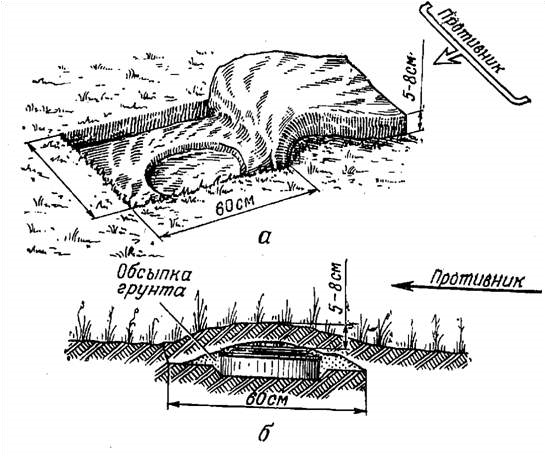 Противник
5-8см
60см
а
Обсыпка
грунта
5-8см
Противник
60см
б